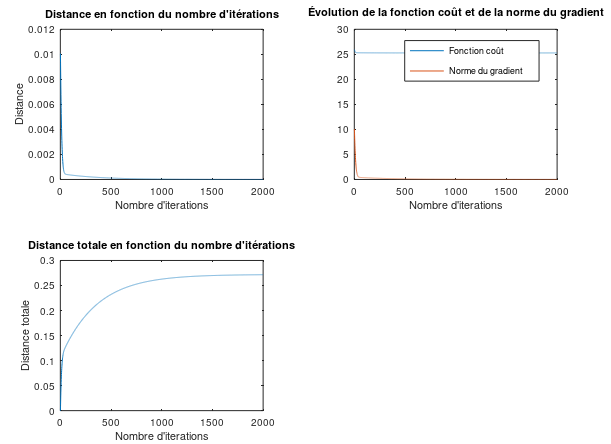 Distance en fonction du nombre d'itérations
0.012
0.01
0.008
0.006
0.004
0.002
0
Distance
0 500 1000 1500 2000
Nombre d'iterations
Évolution de la fonction coût et de la norme du gradient
30
25
20
15
10
5
0
Fonction coût
Norme du gradient
0 500 1000 1500 2000
Nombre d'iterations
Distance totale en fonction du nombre d'itérations
0.3
0.25
0.2
0.15
0.1
0.05
0
Distance totale
0 500 1000 1500 2000
Nombre d'iterations